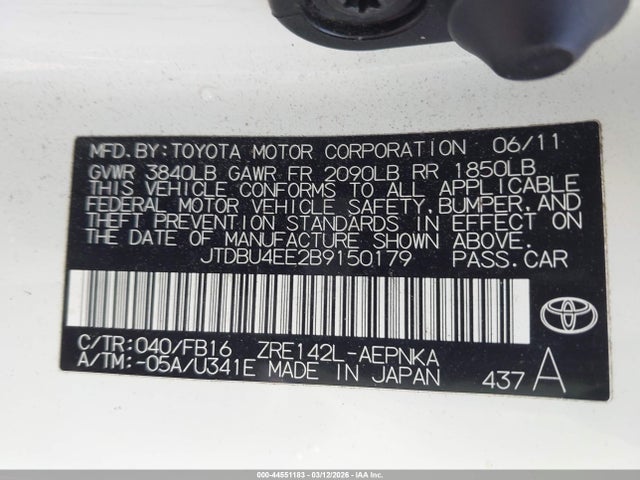 MFD.BY:TOYOTA MOTOR CORPORATION 06/11
GVWR 3840LB GAWR FR 2090LB RR 1850LB
THIS VEHICLE CONFORMS TO ALL APPLICABLE
FEDERAL MOTOR VEHICLE SAFETY,BUMPER,AND
THEFT PREVENTION STANDARDS IN EFFECT ON
THE DATE OF MANUFACTURE SHOWN ABOVE.
JTDBU4EE2B9150179 PASS.CAR
C/TR:040/FB16 ZRE142L-AEPNKA
A/TM:-05A/U341E MADE IN JAPAN 437 A
000-44551183 - 03/12/2026 - COPYRIGHT IAA, Inc.